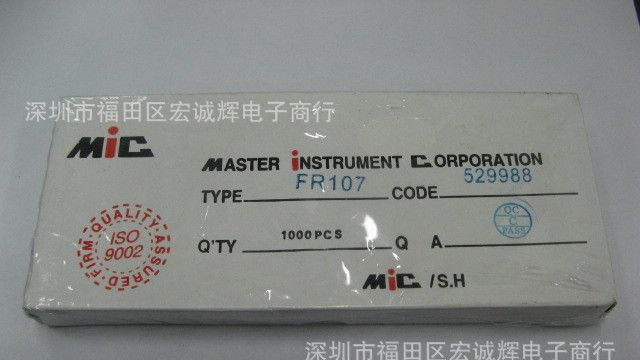 深圳市福田区宏诚辉电子商行
MiC
MASTER iNSTRUMENT CORPORATION
TYPE FR107 CODE 529988
FIRM QUALITY ASSURED
ISO
9002
Q'TY 1000PCS Q A
QC
C
PASS
MiC /S.H
深圳市福田区宏诚辉电子商行